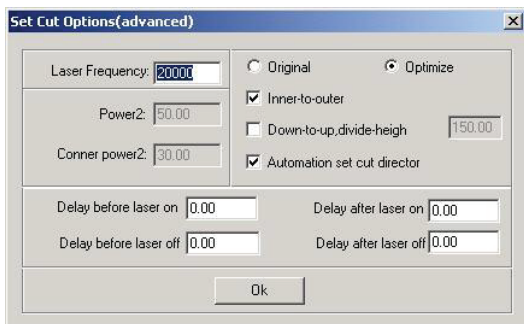 Set Cut Options(advanced)
Laser Frequency: 20000
Original Optimize
Power2: 50.00
Inner-to-outer
Down-to-up,divide-heigh 150.00
Conner power2: 30.00
Automation set cut director
Delay before laser on 0.00
Delay after laser on 0.00
Delay before laser off 0.00
Delay after laser off 0.00
Ok